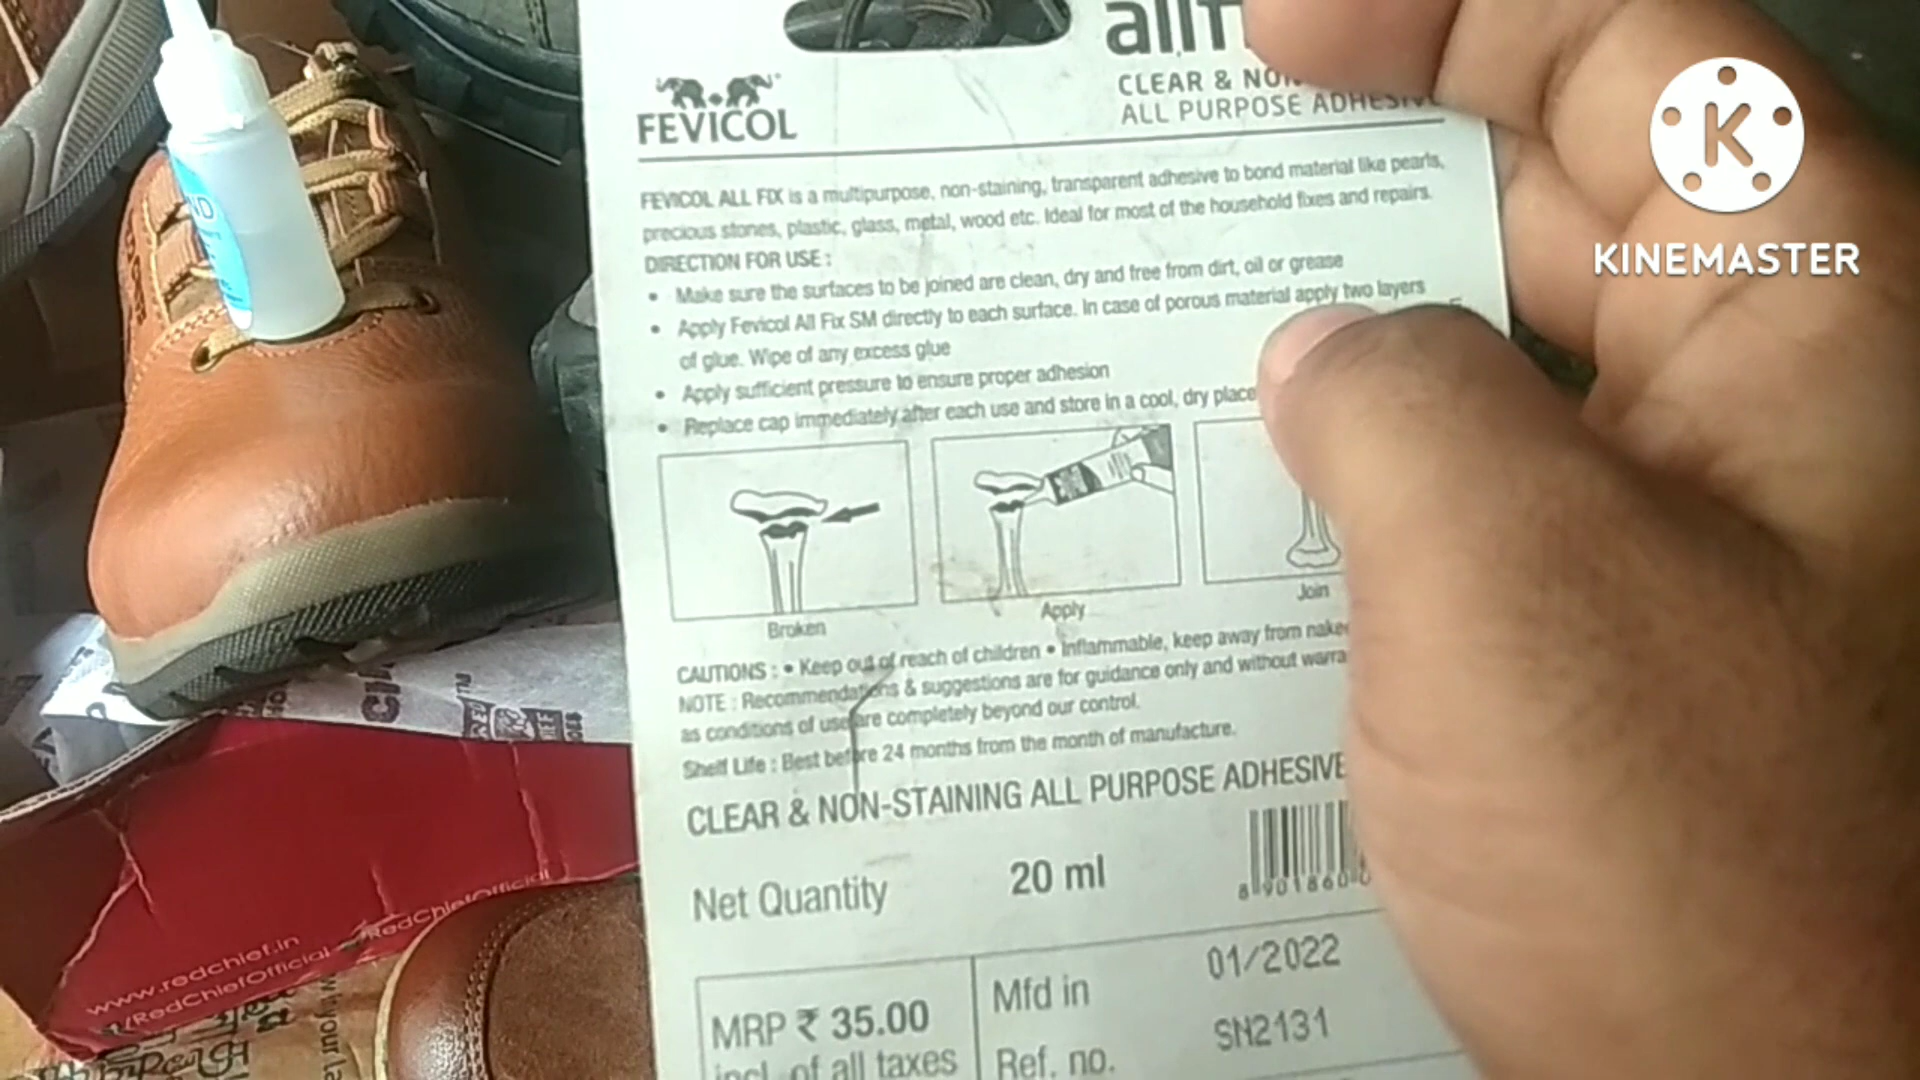 FEVICOL
CLEAR &
ALL PURPOSE
KINEMASTER
FEVICOL ALL FIX is a multipurpose, non-staining, transparent adhesive to bond material like pearls,
precious stones, plastic, glass, metal, wood etc. Ideal for most of the household fixes and repairs.
DIRECTION FOR USE :
• Make sure the surfaces to be joined are clean, dry and free from dirt, oil or grease
• Apply Fevicol All Fix SM directly to each surface. In case of porous material apply two layers
of glue. Wipe of any excess glue
• Apply sufficient pressure to ensure proper adhesion
• Replace cap immediately after each use and store in a cool, dry place
Broken
Apply
Join
CAUTIONS : • Keep out of reach of children • Inflammable, keep away from
NOTE : Recommendations & suggestions are for guidance only and without
as conditions of use are completely beyond our control.
Shelf Life : Best before 24 months from the month of manufacture.
CLEAR & NON-STAINING ALL PURPOSE ADHESIVE
Net Quantity 20 ml
MRP ₹ 35.00
incl. of all taxes
Mfd in 01/2022
Ref. no. SN2131
www.redchief.in
/RedChiefOfficial
RedChiefOfficial